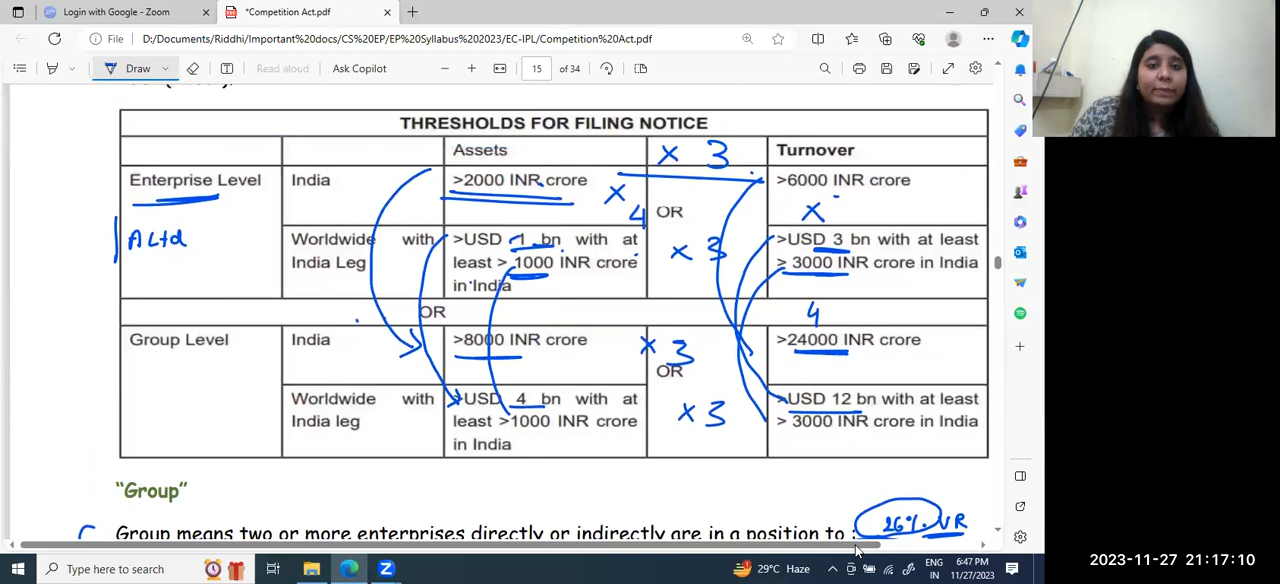 Login with Google - Zoom
*Competition Act.pdf
File
D:/Documents/Riddhi/Important%20docs/CS%20EP/EP%20Syllabus%202023/EC-IPL/Competition%20Act.pdf
Draw
Read aloud
Ask Copilot
15
of 34
THRESHOLDS FOR FILING NOTICE
Assets
x 3
Turnover
Enterprise Level
India
>2000 INR crore
x 4
OR
>6000 INR crore
x
A Ltd
Worldwide with
India Leg
>USD 1 bn with at
least > 1000 INR crore
in India
x 3
>USD 3 bn with at least
> 3000 INR crore in India
OR
4
Group Level
India
>8000 INR crore
x 3
OR
>24000 INR crore
Worldwide with
India leg
>USD 4 bn with at
least >1000 INR crore
in India
x 3
>USD 12 bn with at least
> 3000 INR crore in India
"Group"
Group means two or more enterprises directly or indirectly are in a position to :
26% VR
Type here to search
29°C Haze
ENG
IN
6:47 PM
11/27/2023
2023-11-27 21:17:10